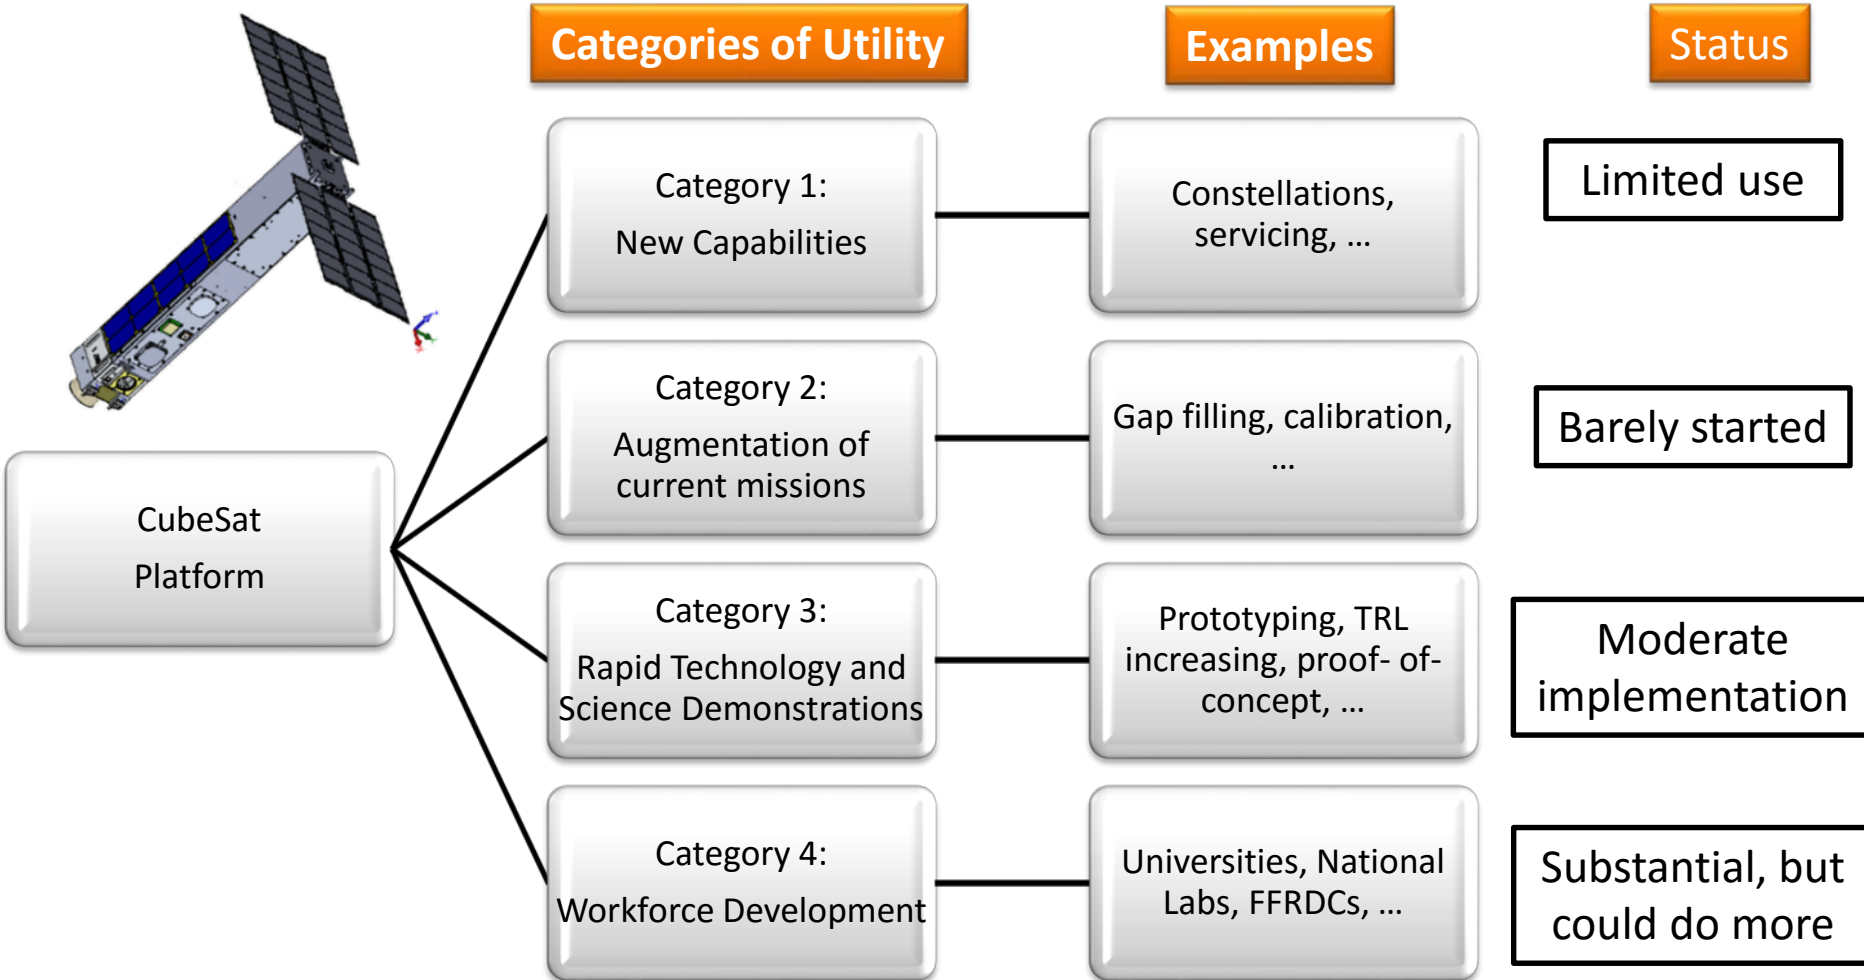 Categories of Utility
Examples
Status
Category 1:
New Capabilities
Constellations,
servicing, ...
Limited use
Category 2:
Augmentation of
current missions
Gap filling, calibration,
...
Barely started
CubeSat
Platform
Category 3:
Rapid Technology and
Science Demonstrations
Prototyping, TRL
increasing, proof- of-
concept, ...
Moderate
implementation
Category 4:
Workforce Development
Universities, National
Labs, FFRDCs, ...
Substantial, but
could do more